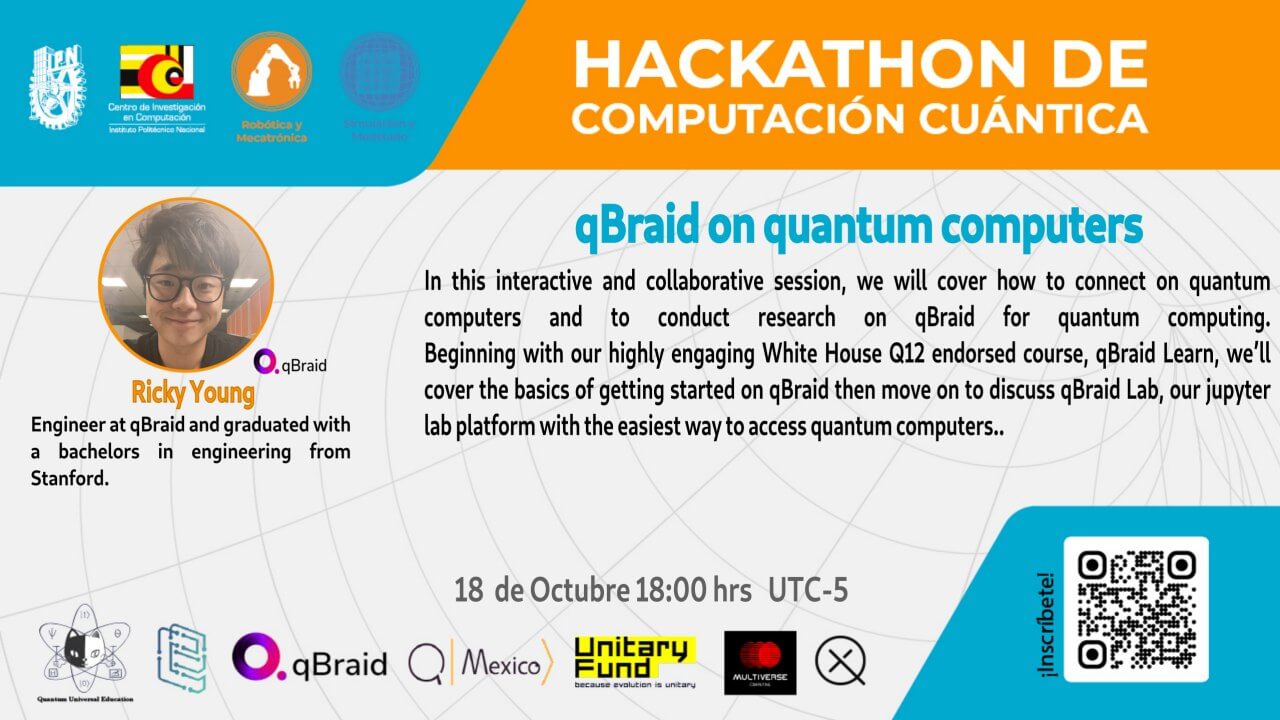 IPN
Centro de Investigación
en Computación
Instituto Politécnico Nacional
Robótica y
Mecatrónica
Simulación y
Modelado
HACKATHON DE
COMPUTACIÓN CUÁNTICA
qBraid
Ricky Young
Engineer at qBraid and graduated with
a bachelors in engineering from
Stanford.
qBraid on quantum computers
In this interactive and collaborative session, we will cover how to connect on quantum
computers and to conduct research on qBraid for quantum computing.
Beginning with our highly engaging White House Q12 endorsed course, qBraid Learn, we’ll
cover the basics of getting started on qBraid then move on to discuss qBraid Lab, our jupyter
lab platform with the easiest way to access quantum computers..
18 de Octubre 18:00 hrs UTC-5
¡Inscríbete!
Quantum Universal Education
qBraid
Q|Mexico⟩
Unitary
Fund
because evolution is unitary
MULTIVERSE
COMPUTING